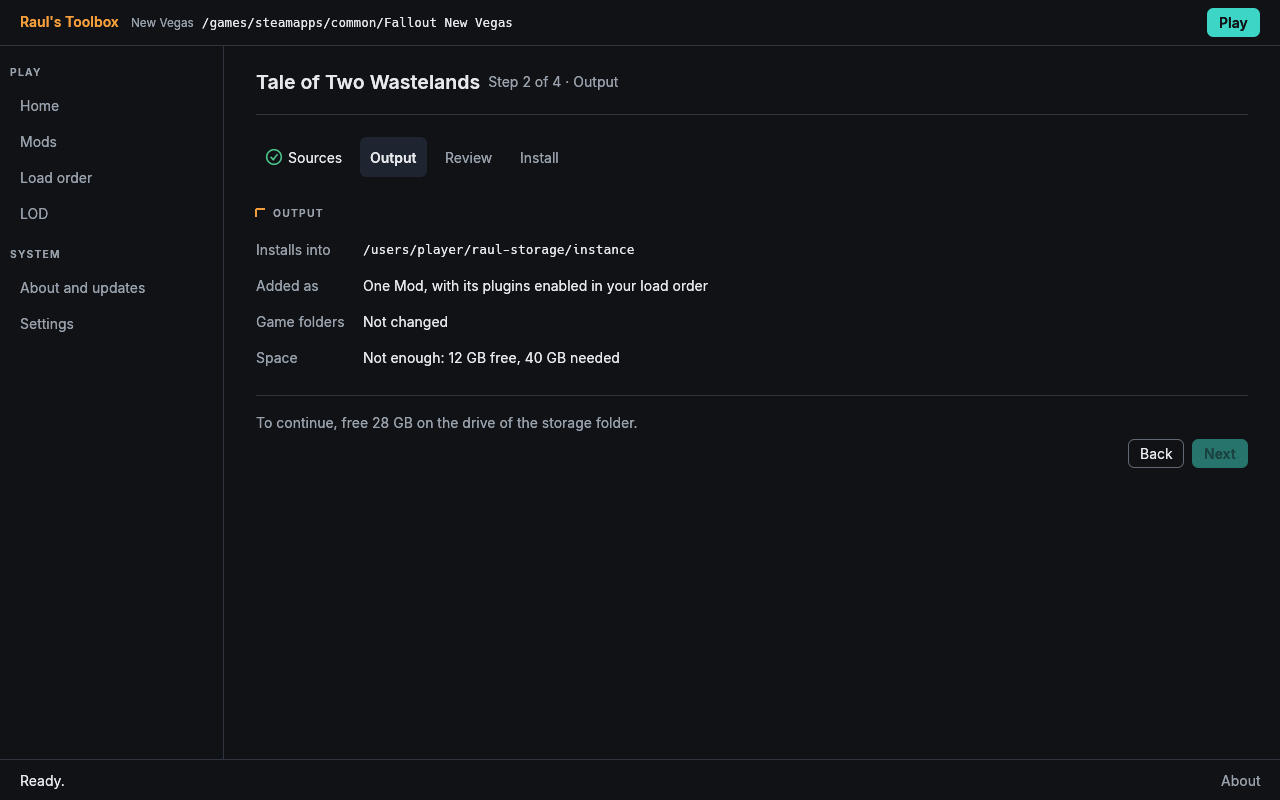 Raul's Toolbox New Vegas /games/steamapps/common/Fallout New Vegas Play
PLAY
Home
Mods
Load order
LOD
SYSTEM
About and updates
Settings
Tale of Two Wastelands Step 2 of 4 · Output
Sources Output Review Install
OUTPUT
Installs into /users/player/raul-storage/instance
Added as One Mod, with its plugins enabled in your load order
Game folders Not changed
Space Not enough: 12 GB free, 40 GB needed
To continue, free 28 GB on the drive of the storage folder.
Back Next
Ready. About